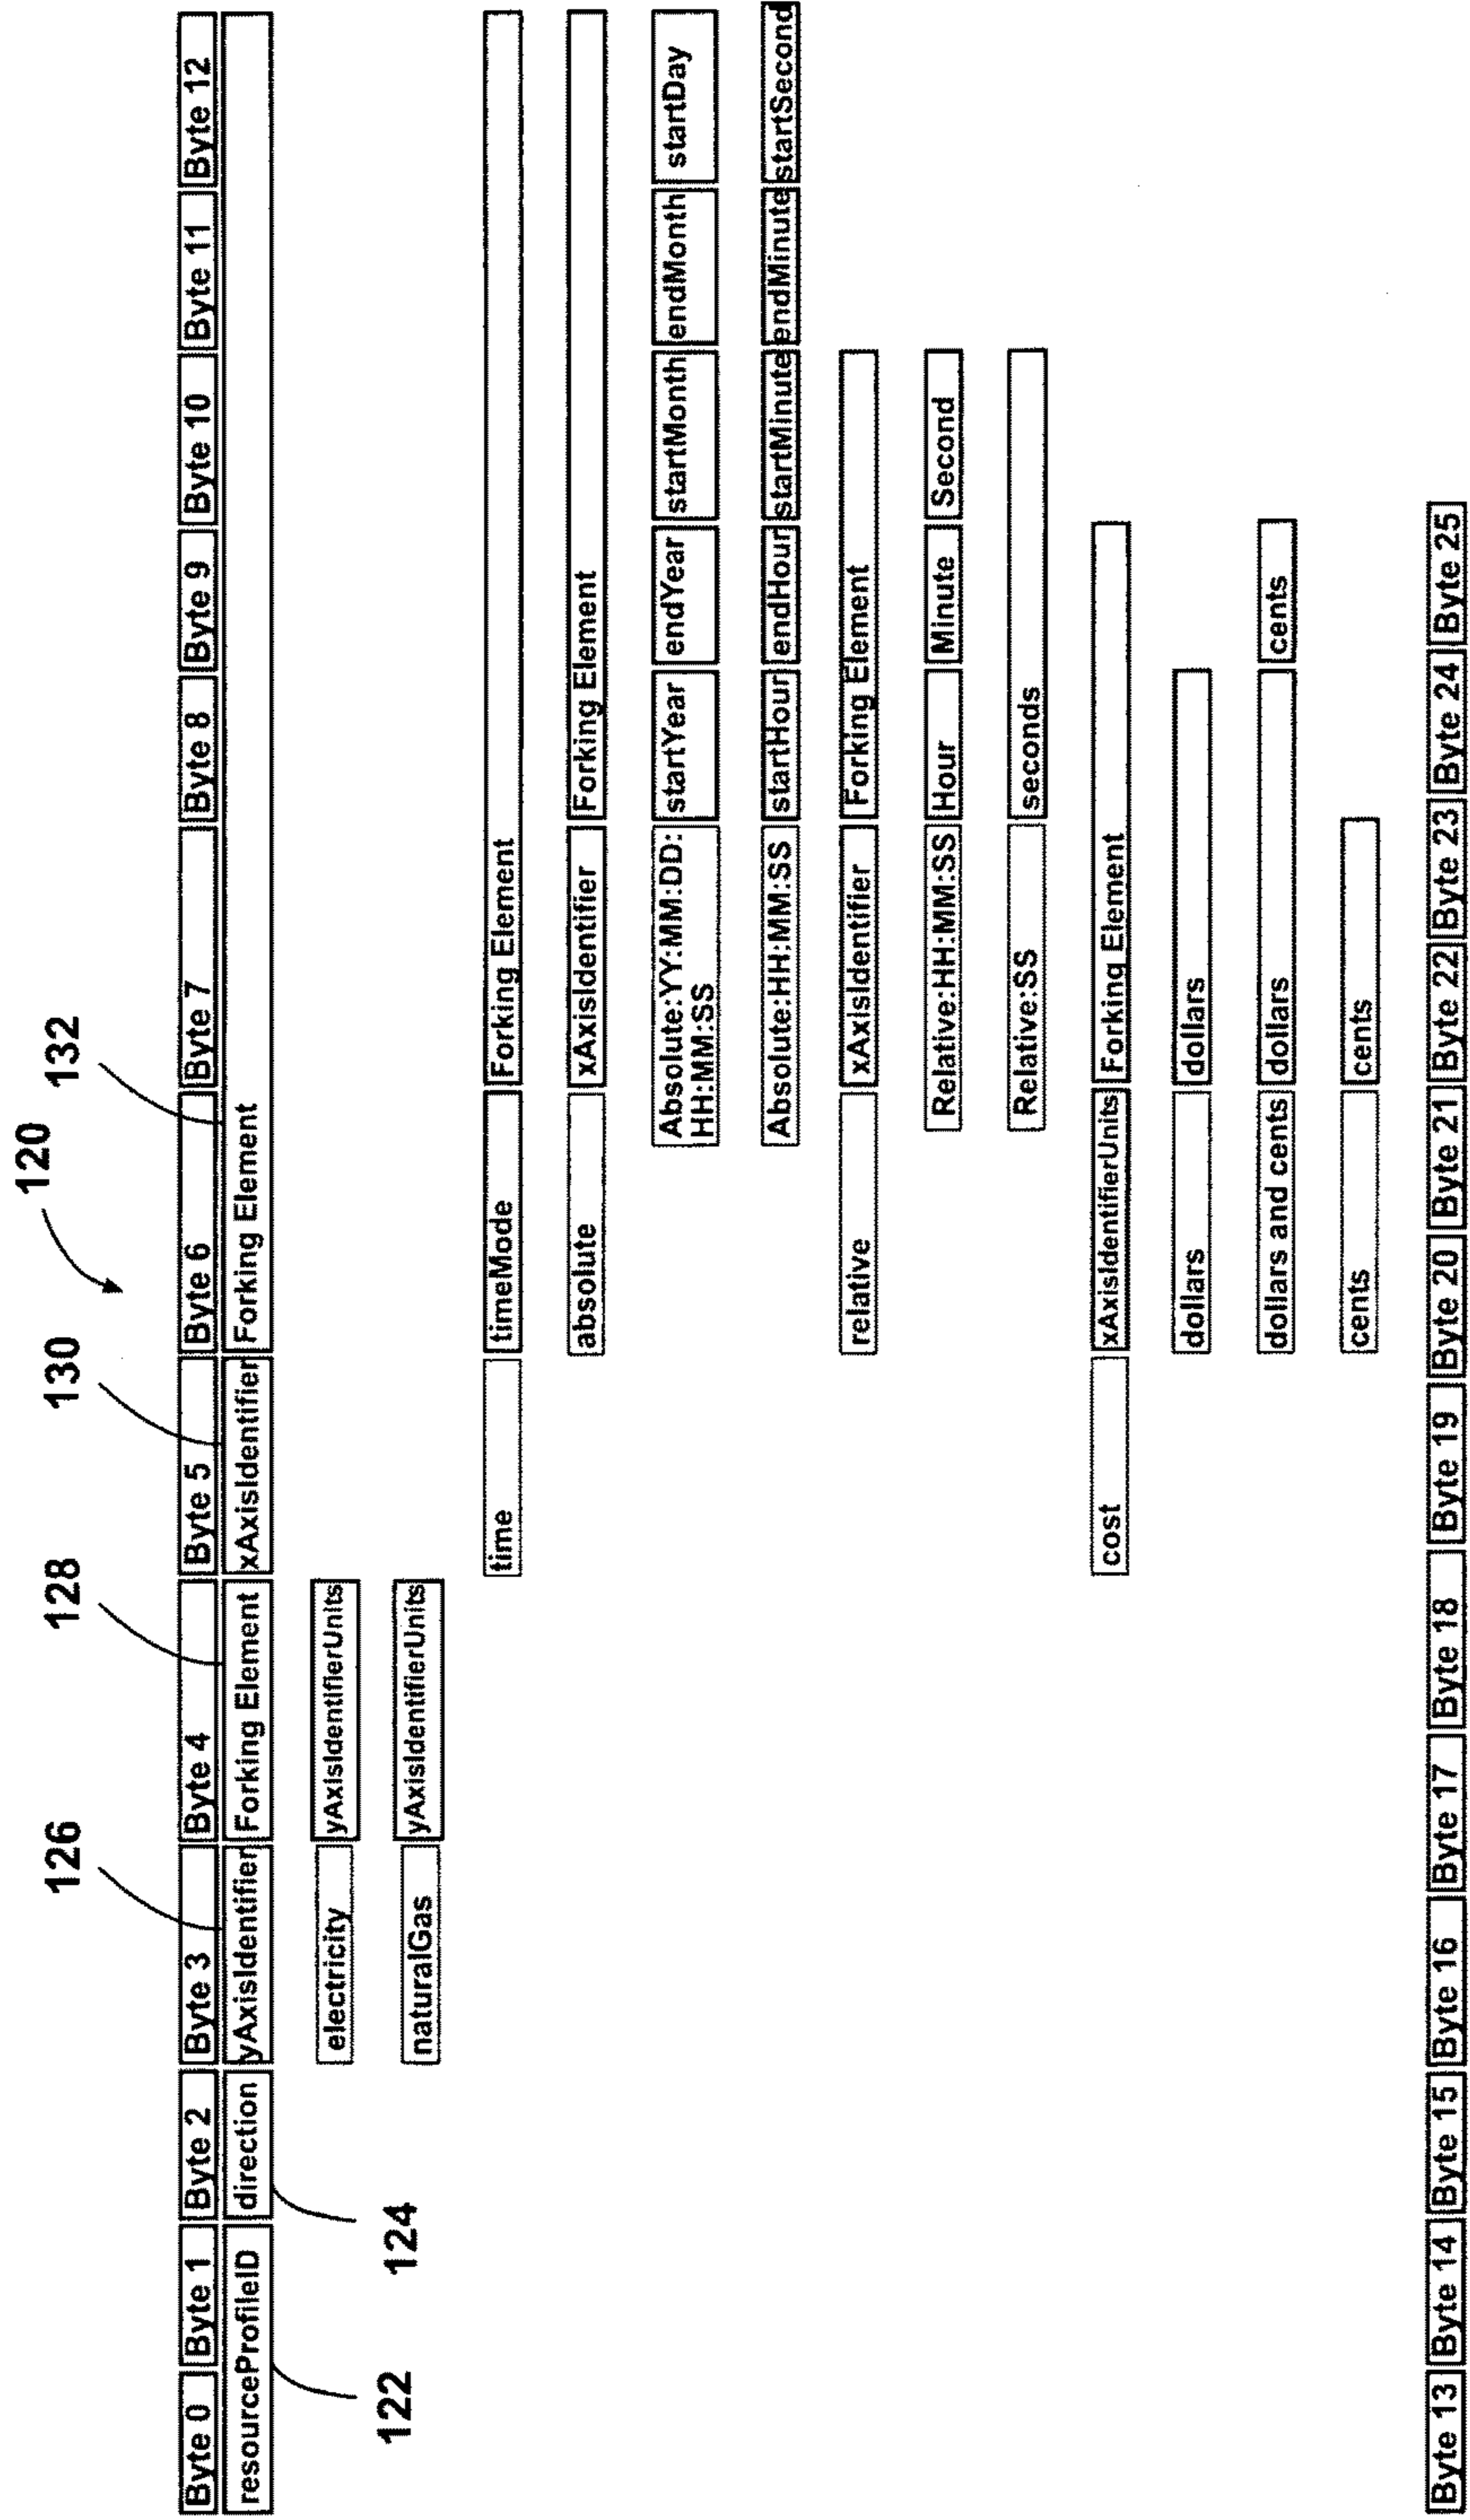 120
126
128
130
132
Byte 0
Byte 1
Byte 2
Byte 3
Byte 4
Byte 5
Byte 6
Byte 7
Byte 8
Byte 9
Byte 10
Byte 11
Byte 12
resourceProfileID
direction
yAxisIdentifier
Forking Element
xAxisIdentifier
Forking Element
122
124
electricity
yAxisIdentifierUnits
naturalGas
yAxisIdentifierUnits
time
timeMode
Forking Element
absolute
xAxisIdentifier
Forking Element
Absolute:YY:MM:DD:
HH:MM:SS
startYear
endYear
startMonth
endMonth
startDay
Absolute:HH:MM:SS
startHour
endHour
startMinute
endMinute
startSecond
relative
xAxisIdentifier
Forking Element
Relative:HH:MM:SS
Hour
Minute
Second
Relative:SS
seconds
cost
xAxisIdentifierUnits
Forking Element
dollars
dollars
dollars and cents
dollars
cents
cents
cents
Byte 13
Byte 14
Byte 15
Byte 16
Byte 17
Byte 18
Byte 19
Byte 20
Byte 21
Byte 22
Byte 23
Byte 24
Byte 25